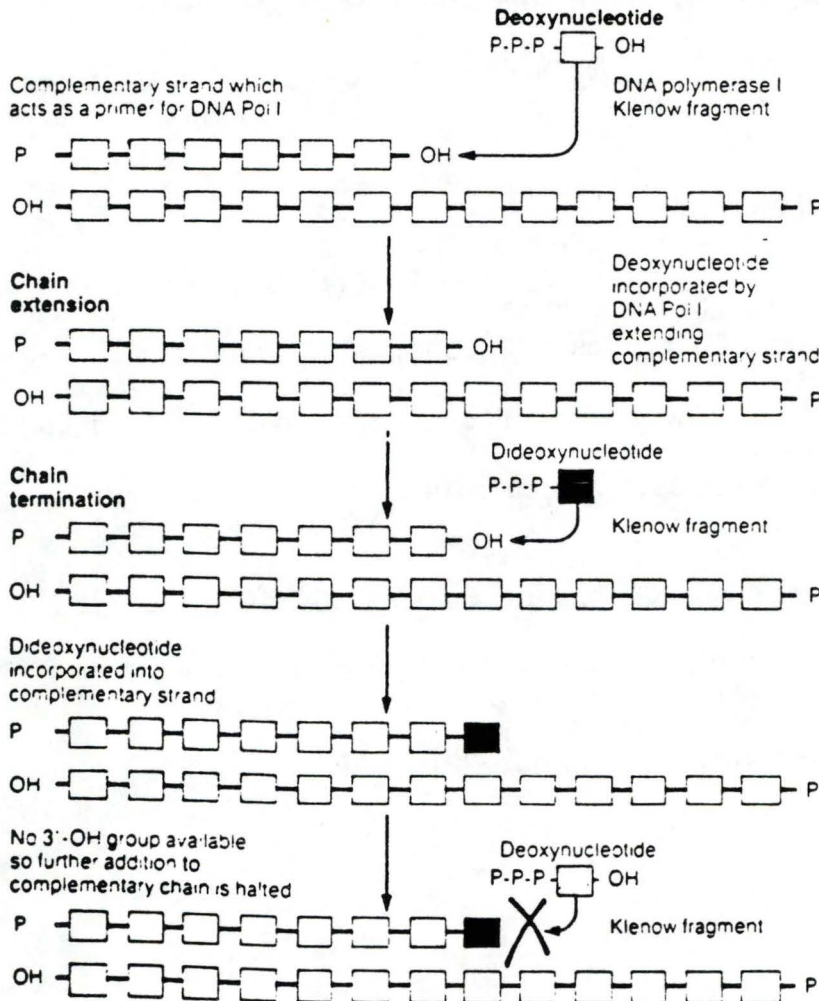 Deoxynucleotide
P-P-P OH
Complementary strand which
acts as a primer for DNA Pol I
DNA polymerase I
Klenow fragment
P OH
OH P
Chain
extension
Deoxynucleotide
incorporated by
DNA Pol I
extending
complementary strand
P OH
OH P
Dideoxynucleotide
P-P-P
Chain
termination
Klenow fragment
P OH
OH P
Dideoxynucleotide
incorporated into
complementary strand
P
OH P
No 3'-OH group available
so further addition to
complementary chain is halted
Deoxynucleotide
P-P-P OH
Klenow fragment
P
OH P